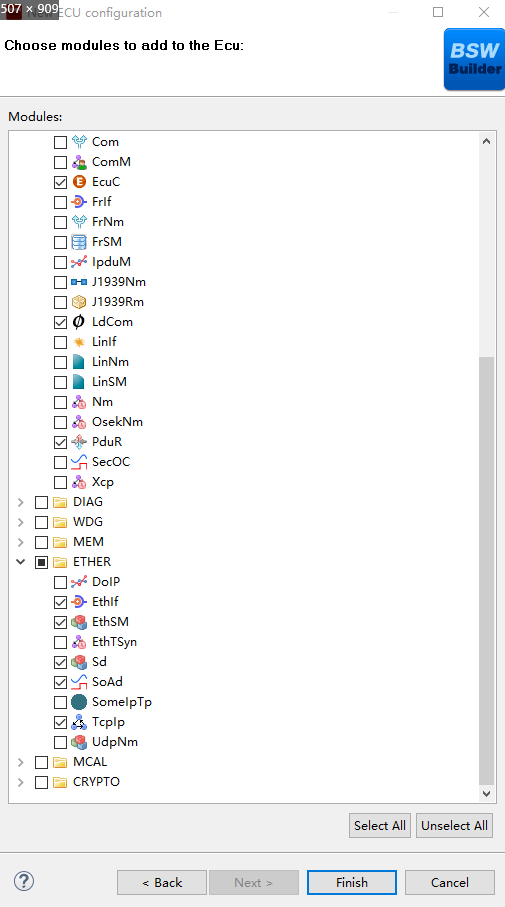 507 × 909
New ECU configuration
Choose modules to add to the Ecu:
BSW
Builder
Modules:
Com
ComM
EcuC
FrIf
FrNm
FrSM
IpduM
J1939Nm
J1939Rm
LdCom
LinIf
LinNm
LinSM
Nm
OsekNm
PduR
SecOC
Xcp
DIAG
WDG
MEM
ETHER
DoIP
EthIf
EthSM
EthTSyn
Sd
SoAd
SomeIpTp
TcpIp
UdpNm
MCAL
CRYPTO
Select All Unselect All
? < Back Next > Finish Cancel